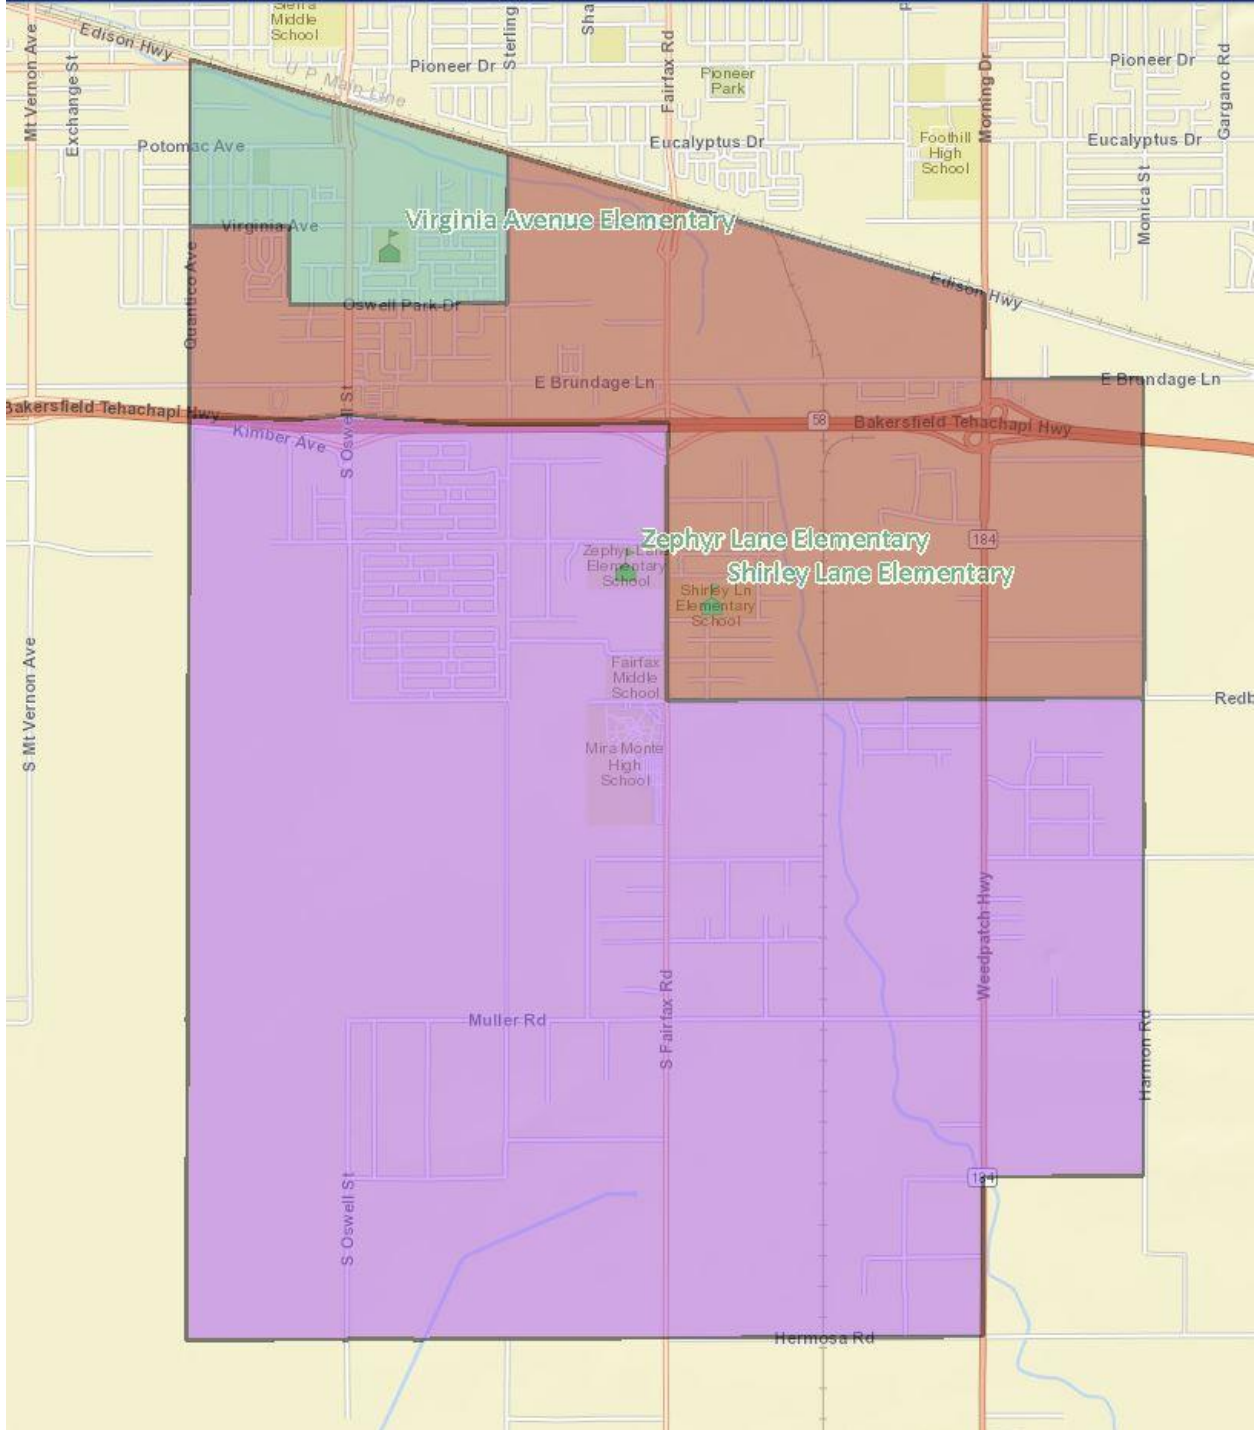 Sierra
Middle
School
Mt Vernon Ave
Exchange St
Edison Hwy
U P Main Line
Pioneer Dr
Sterling
Sha
Fairfax Rd
Pioneer
Park
Eucalyptus Dr
Foothill
High
School
Morning Dr
Pioneer Dr
Eucalyptus Dr
Gargano Rd
Monica St
Potomac Ave
Virginia Ave
Virginia Avenue Elementary
Quantico Ave
Oswell Park Dr
Edison Hwy
E Brundage Ln
E Brundage Ln
Bakersfield Tehachapi Hwy
Kimber Ave
S Oswell St
58
Bakersfield Tehachapi Hwy
Zephyr Lane Elementary
184
Zephyr Lane
Elementary
School
Shirley Lane Elementary
Shirley Ln
Elementary
School
Fairfax
Middle
School
S Mt Vernon Ave
Redb
Mira Monte
High
School
Weedpatch Hwy
S Fairfax Rd
Muller Rd
Harmon Rd
184
S Oswell St
Hermosa Rd